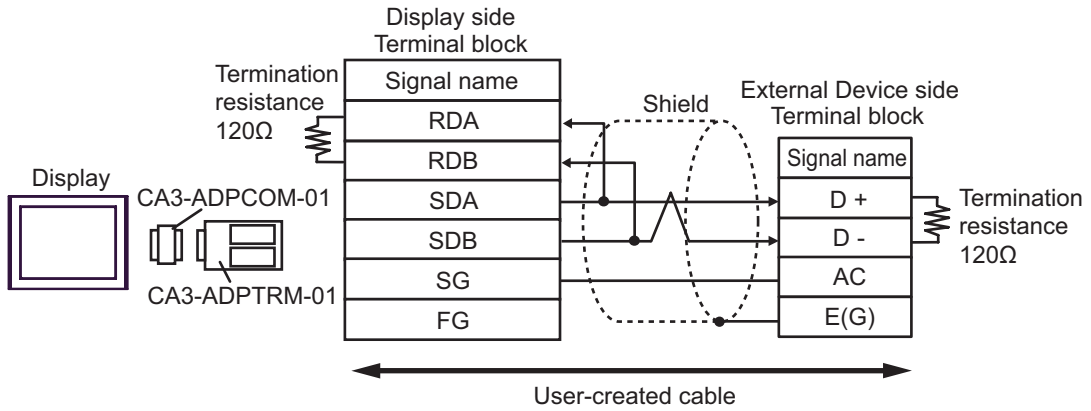 Display side
Terminal block
Termination
resistance
120Ω
Signal name
RDA
RDB
SDA
SDB
SG
FG
Shield
External Device side
Terminal block
Signal name
D +
D -
AC
E(G)
Termination
resistance
120Ω
Display
CA3-ADPCOM-01
CA3-ADPTRM-01
User-created cable